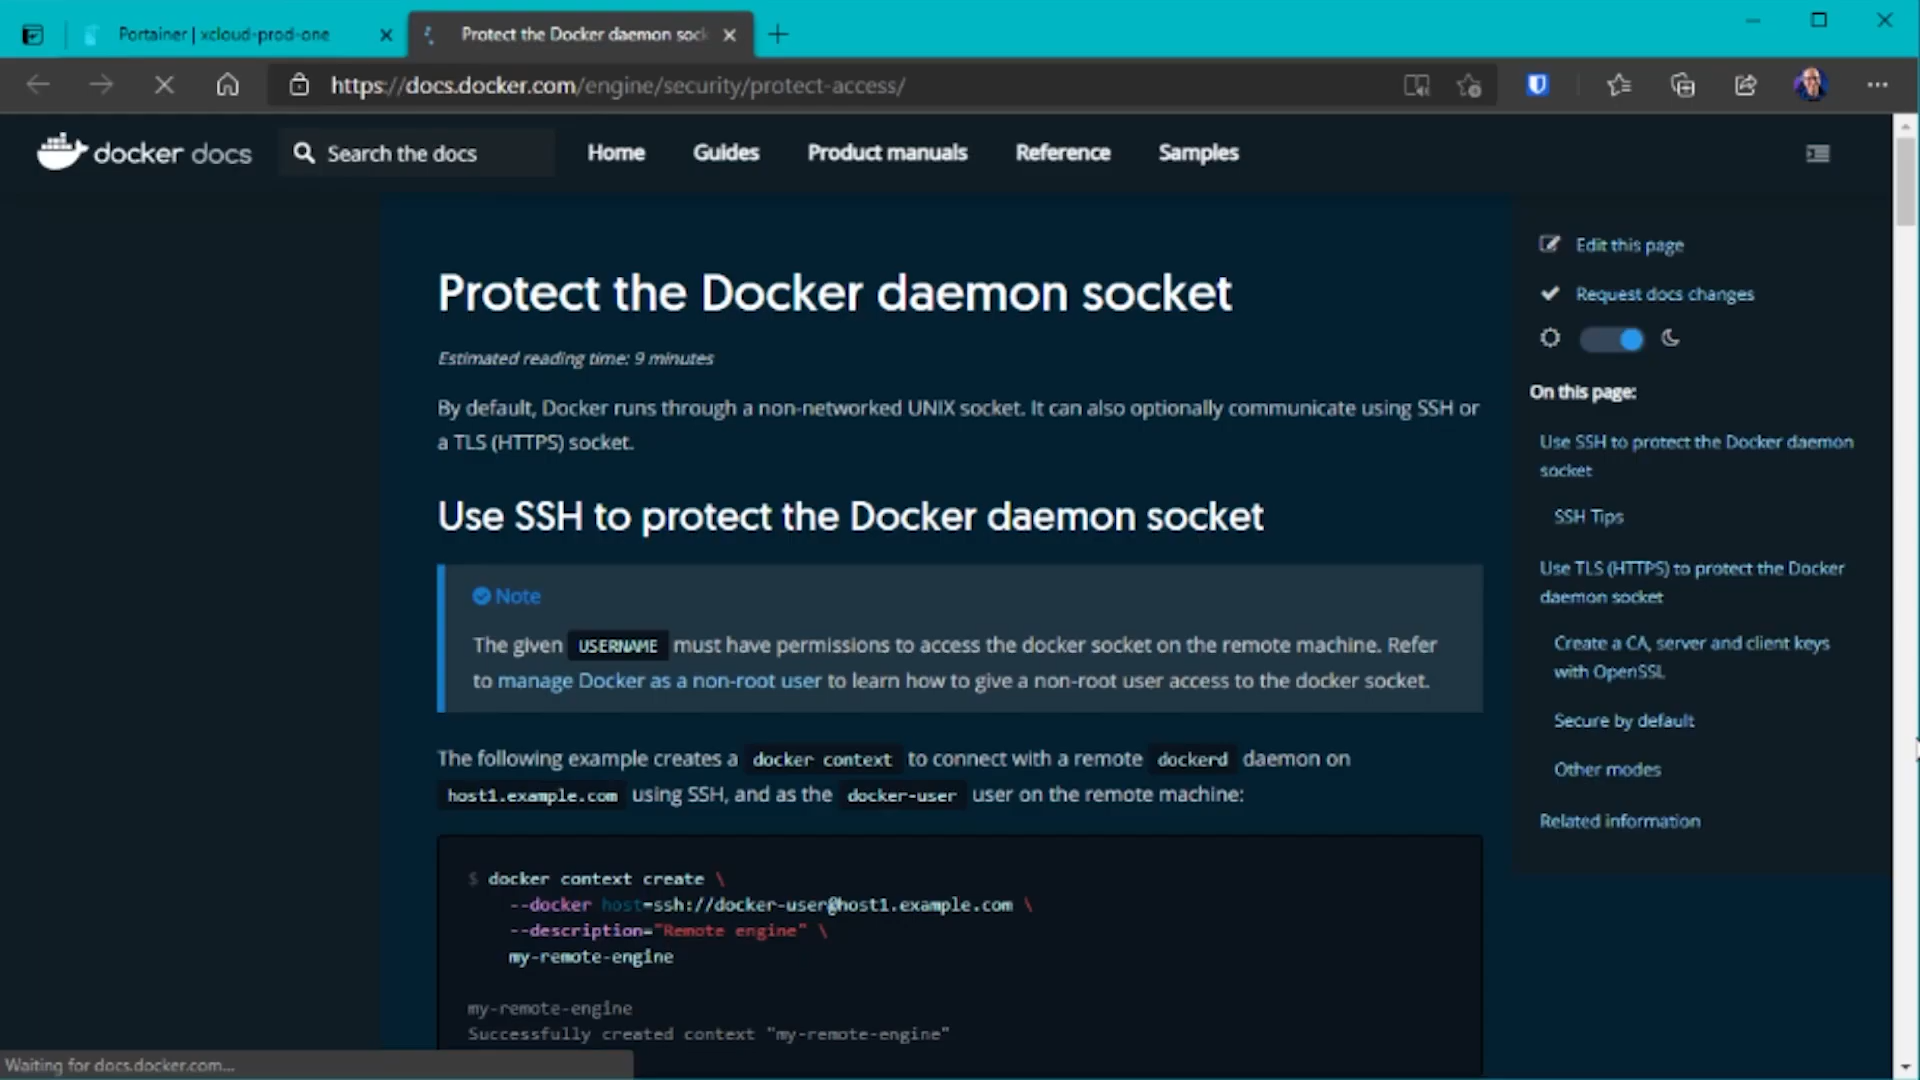 Portainer | xcloud-prod-one
Protect the Docker daemon sock
https://docs.docker.com/engine/security/protect-access/
docker docs
Search the docs
Home
Guides
Product manuals
Reference
Samples
Protect the Docker daemon socket
Estimated reading time: 9 minutes
By default, Docker runs through a non-networked UNIX socket. It can also optionally communicate using SSH or
a TLS (HTTPS) socket.
Use SSH to protect the Docker daemon socket
Note
The given USERNAME must have permissions to access the docker socket on the remote machine. Refer
to manage Docker as a non-root user to learn how to give a non-root user access to the docker socket.
The following example creates a docker context to connect with a remote dockerd daemon on
host1.example.com using SSH, and as the docker-user user on the remote machine:
$ docker context create \
--docker host=ssh://docker-user@host1.example.com \
--description="Remote engine" \
my-remote-engine
my-remote-engine
Successfully created context "my-remote-engine"
Edit this page
Request docs changes
On this page:
Use SSH to protect the Docker daemon
socket
SSH Tips
Use TLS (HTTPS) to protect the Docker
daemon socket
Create a CA, server and client keys
with OpenSSL
Secure by default
Other modes
Related information
Waiting for docs.docker.com...